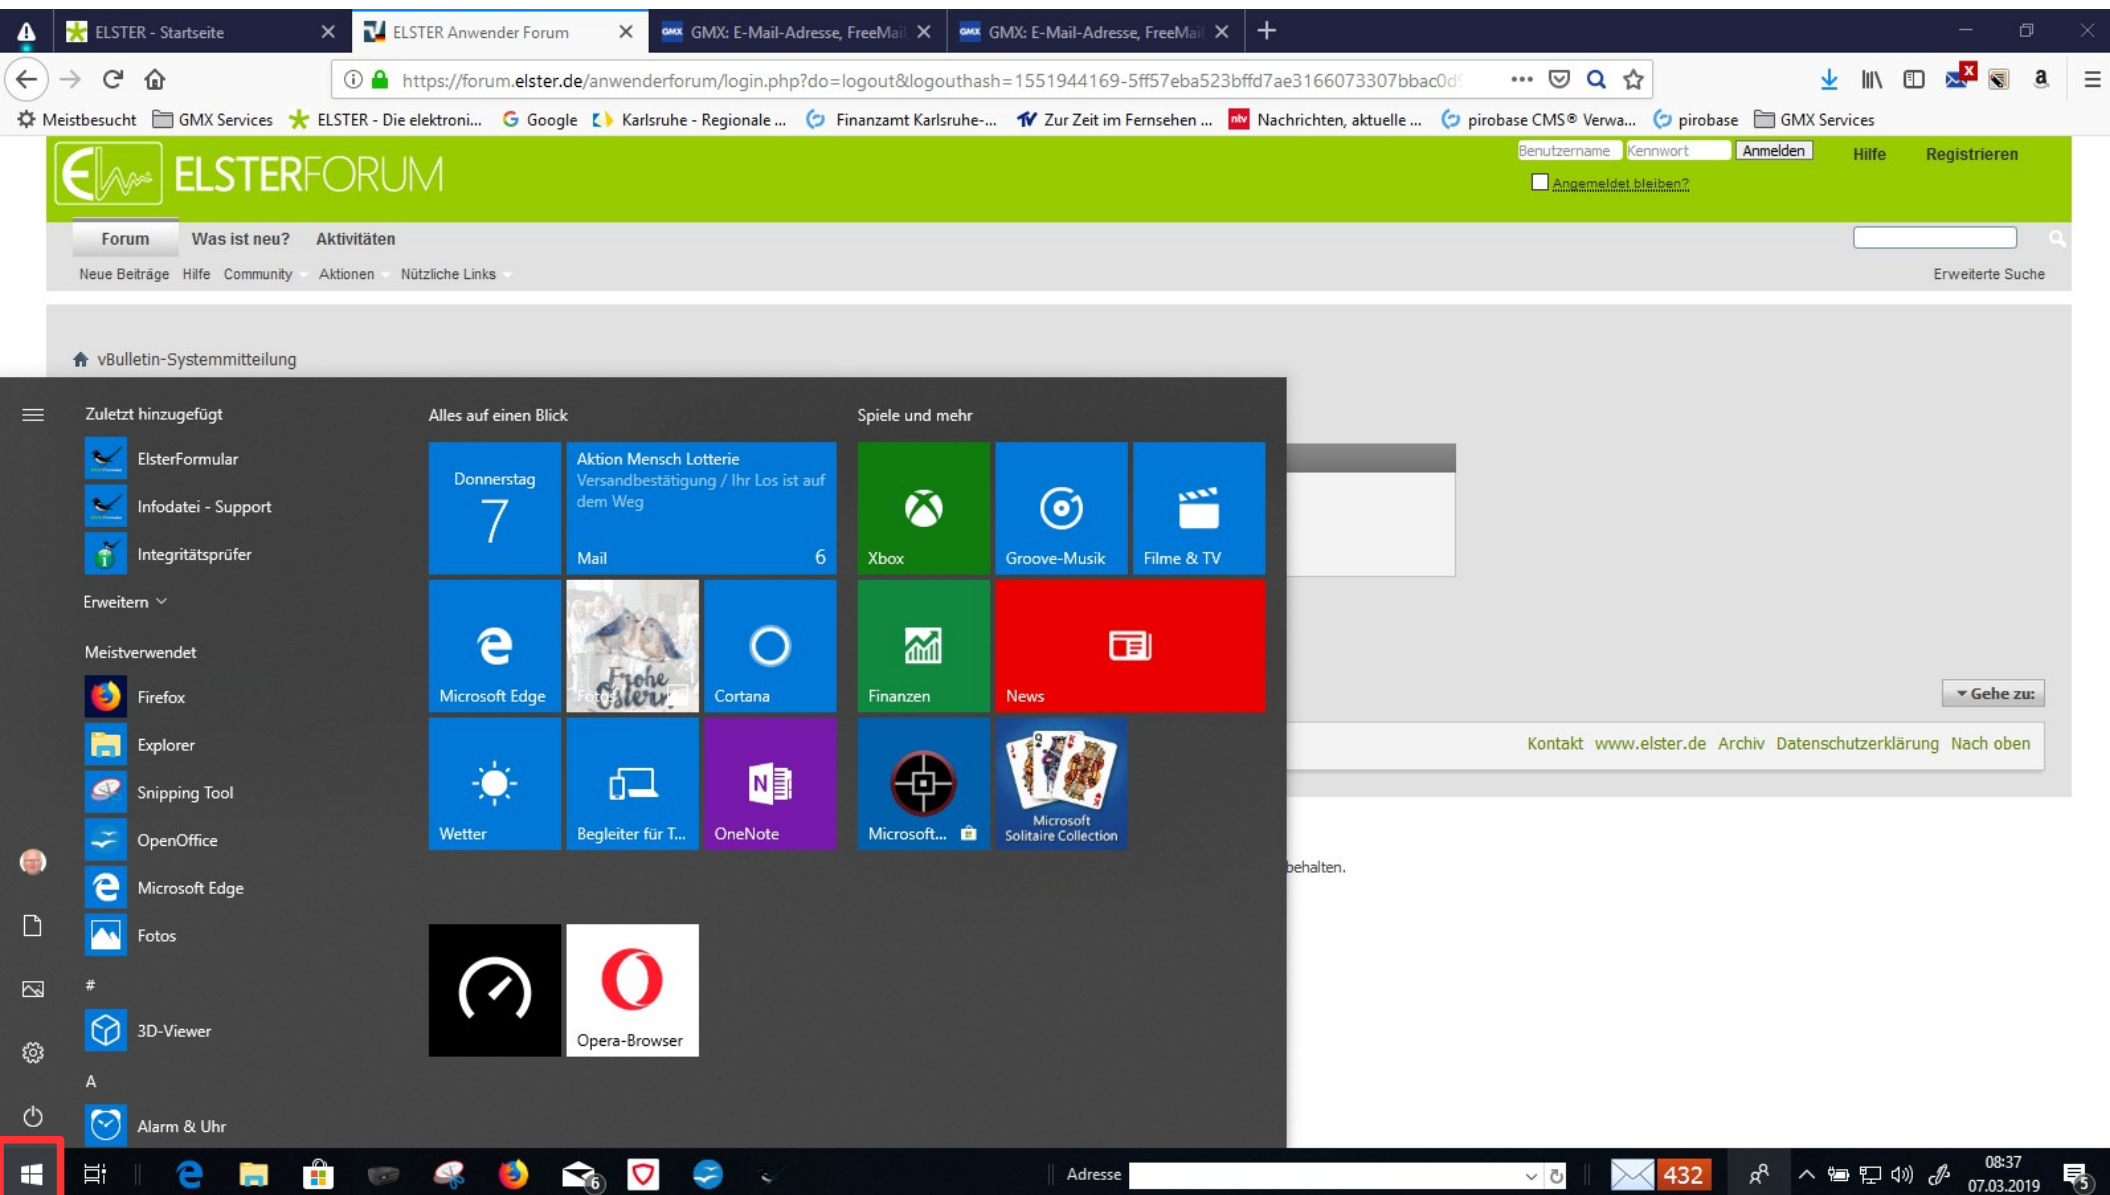 ELSTER - Startseite
ELSTER Anwender Forum
GMX: E-Mail-Adresse, FreeMail
GMX: E-Mail-Adresse, FreeMail
https://forum.elster.de/anwenderforum/login.php?do=logout&logouthash=1551944169-5ff57eba523bffd7ae3166073307bbac0d
Meistbesucht
GMX Services
ELSTER - Die elektroni...
Google
Karlsruhe - Regionale ...
Finanzamt Karlsruhe-...
Zur Zeit im Fernsehen ...
Nachrichten, aktuelle ...
pirobase CMS® Verwa...
pirobase
GMX Services
ELSTERFORUM
Benutzername
Kennwort
Anmelden
Hilfe
Registrieren
Angemeldet bleiben?
Forum
Was ist neu?
Aktivitäten
Neue Beiträge
Hilfe
Community
Aktionen
Nützliche Links
Erweiterte Suche
vBulletin-Systemmitteilung
Zuletzt hinzugefügt
ElsterFormular
Infodatei - Support
Integritätsprüfer
Erweitern
Meistverwendet
Firefox
Explorer
Snipping Tool
OpenOffice
Microsoft Edge
Fotos
#
3D-Viewer
A
Alarm & Uhr
Alles auf einen Blick
Donnerstag
7
Aktion Mensch Lotterie
Versandbestätigung / Ihr Los ist auf
dem Weg
Mail
6
Microsoft Edge
Frohe
Ostern
Fotos
Cortana
Wetter
Begleiter für T...
OneNote
Opera-Browser
Spiele und mehr
Xbox
Groove-Musik
Filme & TV
Finanzen
News
Microsoft...
Microsoft
Solitaire Collection
Gehe zu:
Kontakt
www.elster.de
Archiv
Datenschutzerklärung
Nach oben
behalten.
6
Adresse
432
08:37
07.03.2019
5